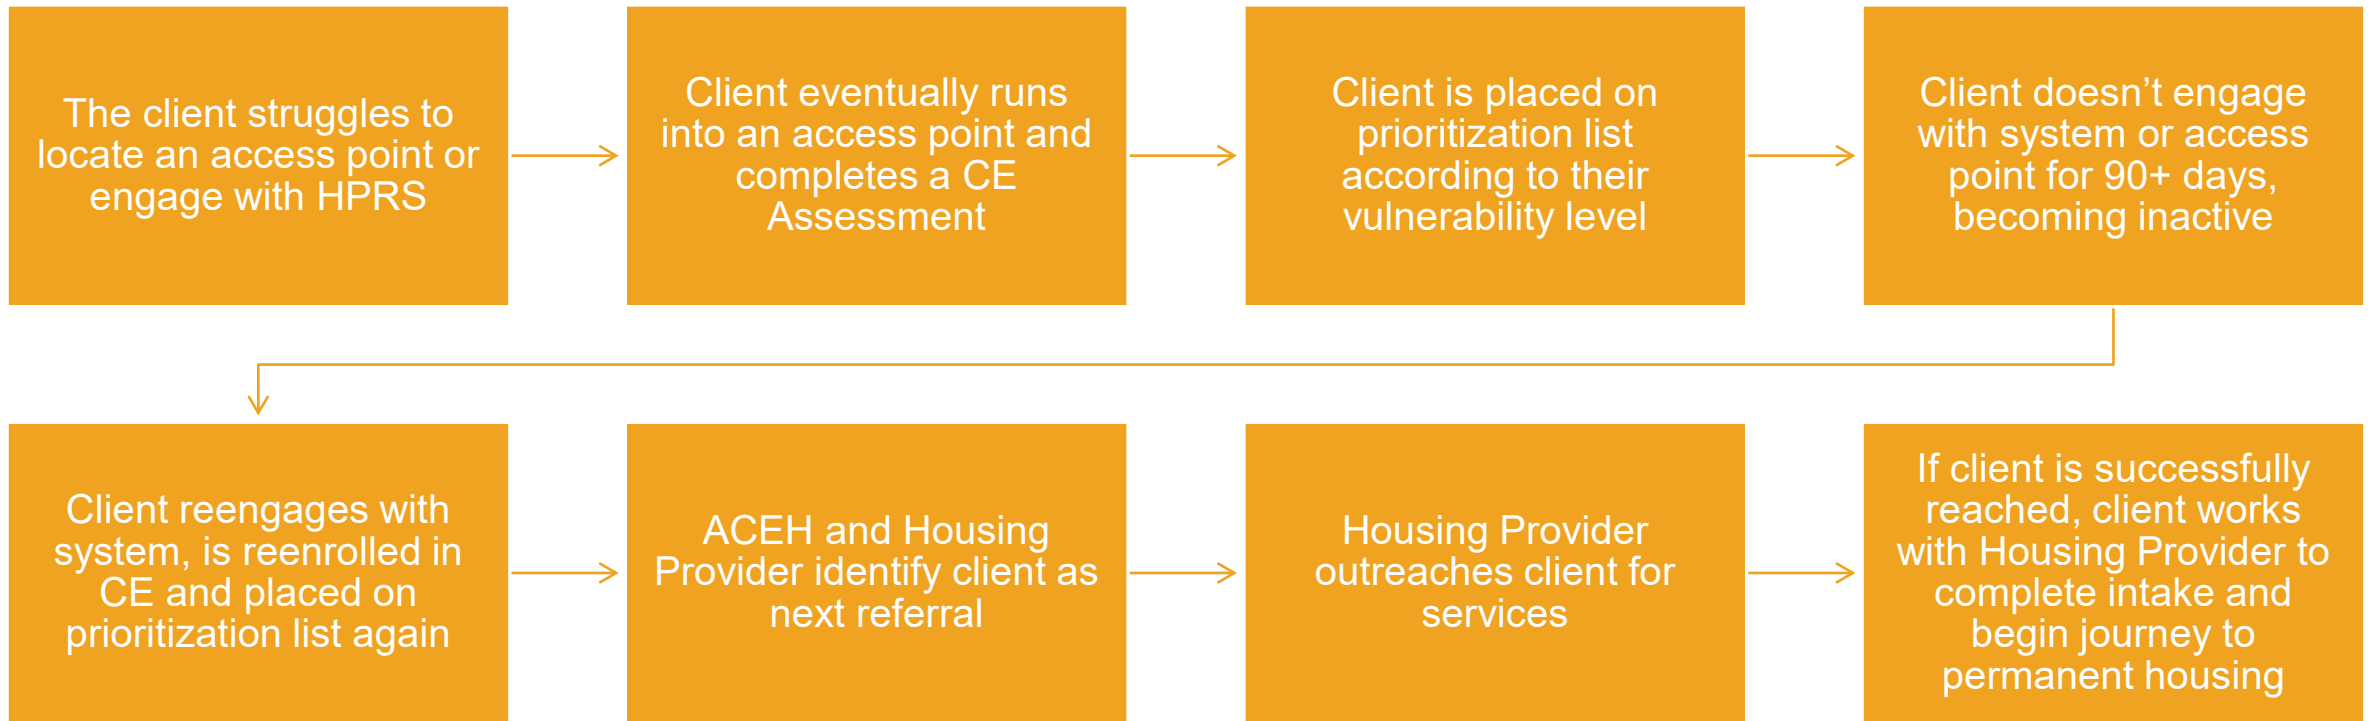 The client struggles to
locate an access point or
engage with HPRS
Client eventually runs
into an access point and
completes a CE
Assessment
Client is placed on
prioritization list
according to their
vulnerability level
Client doesn’t engage
with system or access
point for 90+ days,
becoming inactive
Client reengages with
system, is reenrolled in
CE and placed on
prioritization list again
ACEH and Housing
Provider identify client as
next referral
Housing Provider
outreaches client for
services
If client is successfully
reached, client works
with Housing Provider to
complete intake and
begin journey to
permanent housing